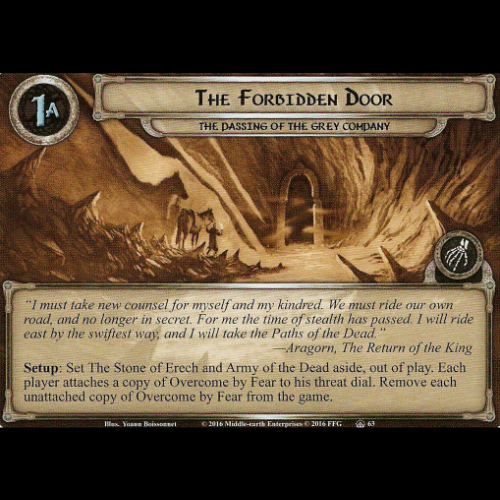 1A
THE FORBIDDEN DOOR
THE PASSING OF THE GREY COMPANY
"I must take new counsel for myself and my kindred. We must ride our own
road, and no longer in secret. For me the time of stealth has passed. I will ride
east by the swiftest way, and I will take the Paths of the Dead."
—Aragorn, The Return of the King
Setup: Set The Stone of Erech and Army of the Dead aside, out of play. Each
player attaches a copy of Overcome by Fear to his threat dial. Remove each
unattached copy of Overcome by Fear from the game.
Illus. Yoann Boissonnet © 2016 Middle-earth Enterprises © 2016 FFG 63